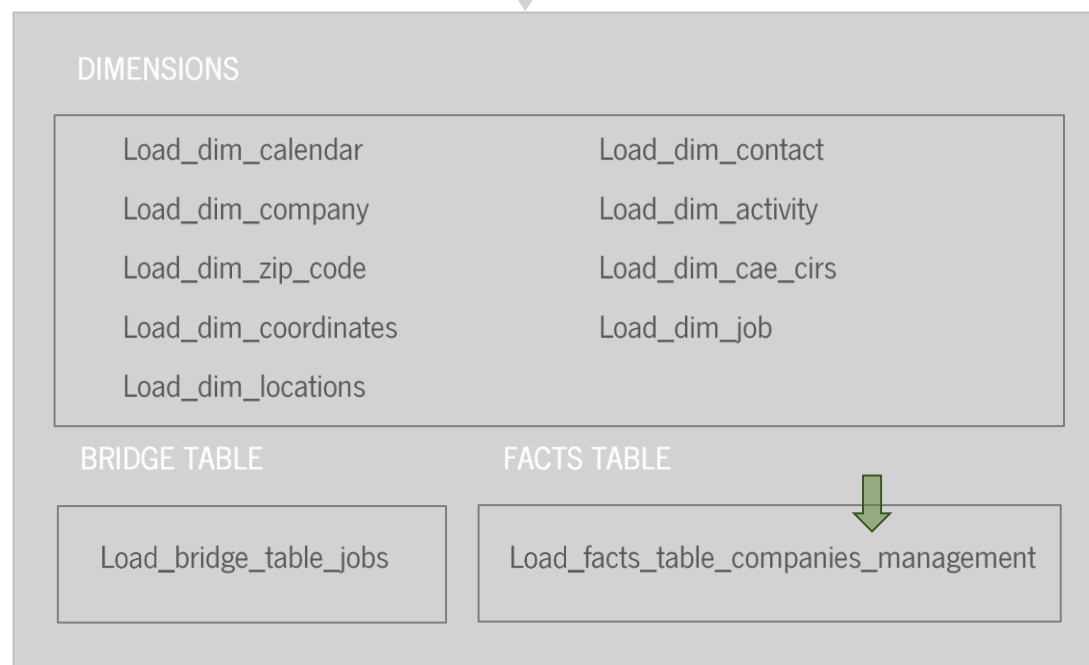 DIMENSIONS
Load_dim_calendar
Load_dim_company
Load_dim_zip_code
Load_dim_coordinates
Load_dim_locations
Load_dim_contact
Load_dim_activity
Load_dim_cae_cirs
Load_dim_job
BRIDGE TABLE
Load_bridge_table_jobs
FACTS TABLE
Load_facts_table_companies_management